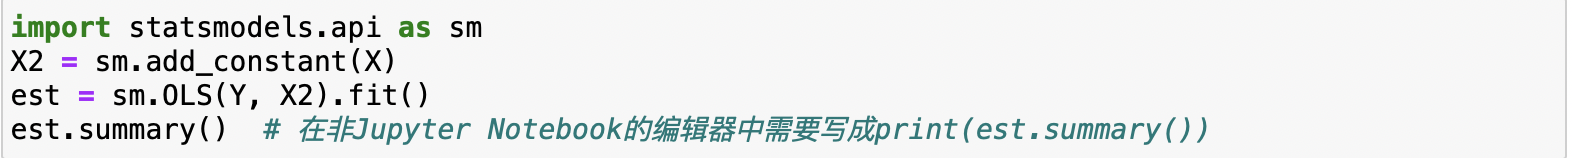 import statsmodels.api as sm
X2 = sm.add_constant(X)
est = sm.OLS(Y, X2).fit()
est.summary()  # 在非Jupyter Notebook的编辑器中需要写成print(est.summary())